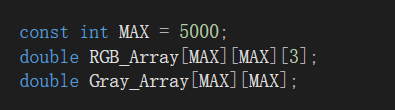 const int MAX = 5000;
double RGB_Array[MAX][MAX][3];
double Gray_Array[MAX][MAX];